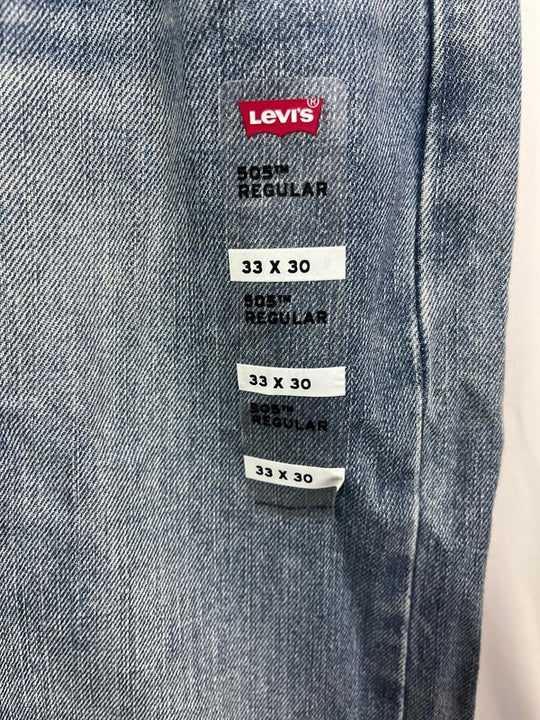 Levi's®
505™
REGULAR
33 X 30
505™
REGULAR
33 X 30
505™
REGULAR
33 X 30